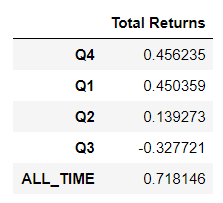 Total Returns
Q4 0.456235
Q1 0.450359
Q2 0.139273
Q3 -0.327721
ALL_TIME 0.718146